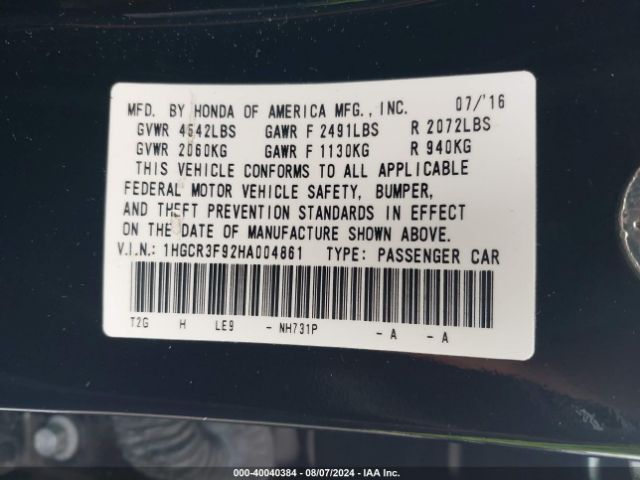 MFD. BY HONDA OF AMERICA MFG., INC. 07/'16
GVWR 4542LBS GAWR F 2491LBS R 2072LBS
GVWR 2060KG GAWR F 1130KG R 940KG
THIS VEHICLE CONFORMS TO ALL APPLICABLE
FEDERAL MOTOR VEHICLE SAFETY, BUMPER,
AND THEFT PREVENTION STANDARDS IN EFFECT
ON THE DATE OF MANUFACTURE SHOWN ABOVE.
V.I.N.: 1HGCR3F92HA004861 TYPE: PASSENGER CAR
T2G H LE9 - NH731P - A - A
000-40040384 - 08/07/2024 - IAA Inc.